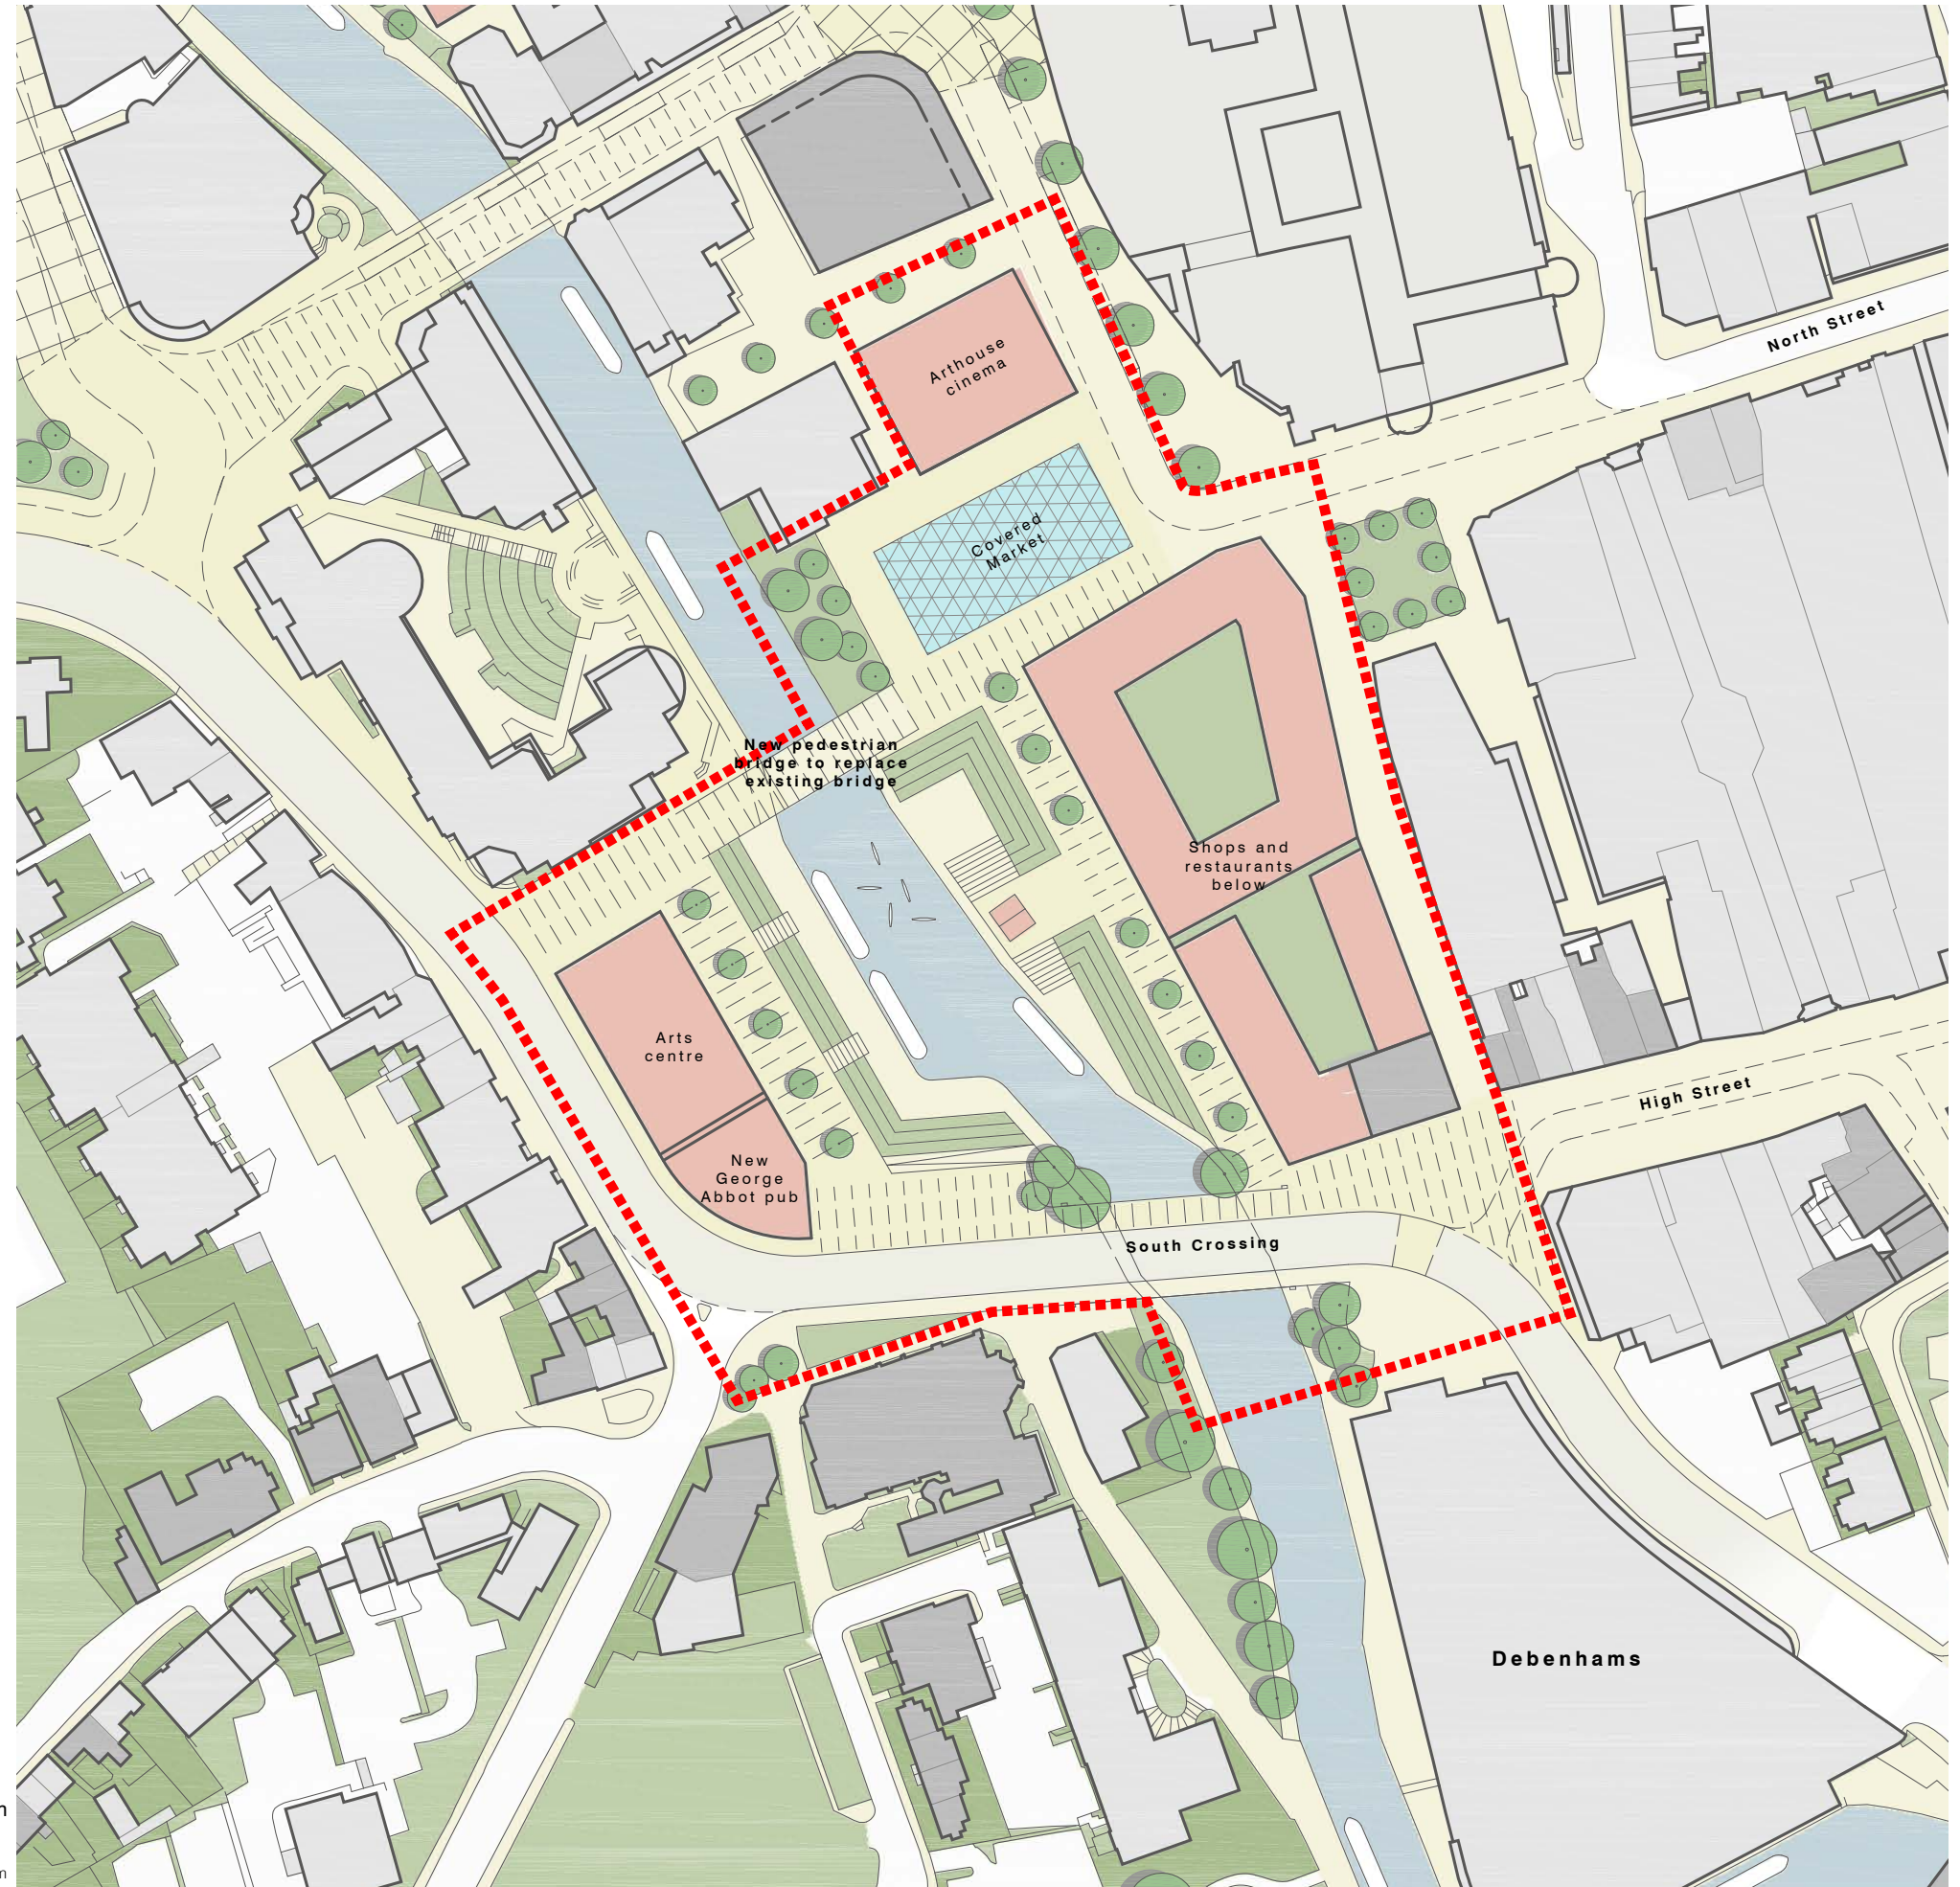 North Street
Arthouse
cinema
Covered
Market
New pedestrian
bridge to replace
existing bridge
Shops and
restaurants
below
Arts
centre
High Street
New
George
Abbot pub
South Crossing
Debenhams